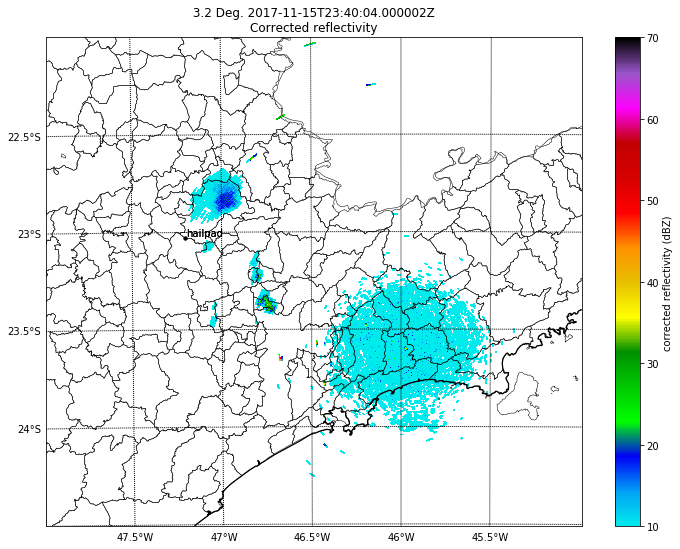 3.2 Deg. 2017-11-15T23:40:04.000002Z
Corrected reflectivity
70
60
50
40
30
20
10
corrected reflectivity (dBZ)
22.5°S
23°S
23.5°S
24°S
hailpad
47.5°W
47°W
46.5°W
46°W
45.5°W